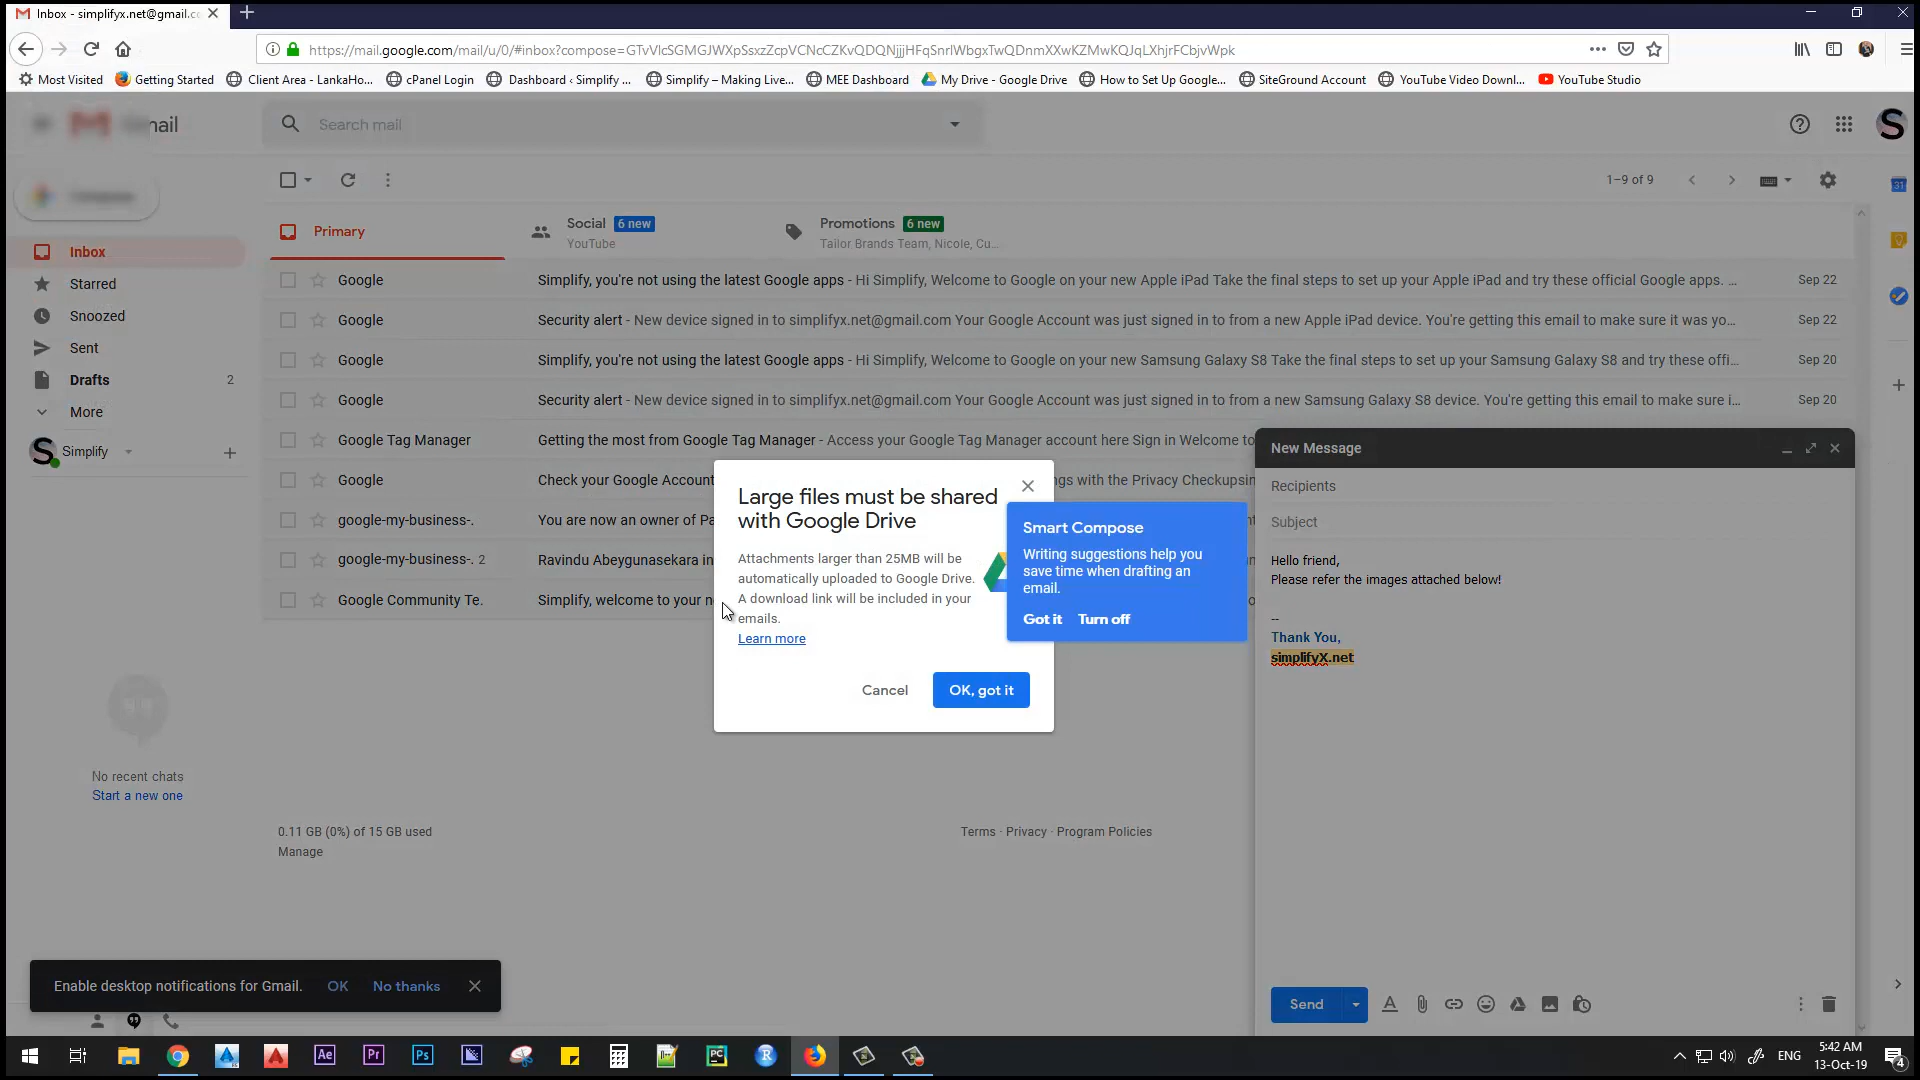 Inbox - simplifyx.net@gmail.c
https://mail.google.com/mail/u/0/#inbox?compose=GTvVlcSGMGJWXpSsxzZcpVCNcCZKvQDQNjjjHFqSnrlWbgxTwQDnmXXwKZMwKQJqLXhjrFCbjvWpk
Most Visited Getting Started Client Area - LankaHo... cPanel Login Dashboard ‹ Simplify ... Simplify – Making Live... MEE Dashboard My Drive - Google Drive How to Set Up Google... SiteGround Account YouTube Video Downl... YouTube Studio
Search mail
S
Compose
1–9 of 9
31
Primary
Social 6 new
YouTube
Promotions 6 new
Tailor Brands Team, Nicole, Cu...
Inbox
Starred
Snoozed
Sent
Drafts 2
More
S Simplify
Google Simplify, you're not using the latest Google apps - Hi Simplify, Welcome to Google on your new Apple iPad Take the final steps to set up your Apple iPad and try these official Google apps. ... Sep 22
Google Security alert - New device signed in to simplifyx.net@gmail.com Your Google Account was just signed in to from a new Apple iPad device. You're getting this email to make sure it was yo... Sep 22
Google Simplify, you're not using the latest Google apps - Hi Simplify, Welcome to Google on your new Samsung Galaxy S8 Take the final steps to set up your Samsung Galaxy S8 and try these offi... Sep 20
Google Security alert - New device signed in to simplifyx.net@gmail.com Your Google Account was just signed in to from a new Samsung Galaxy S8 device. You're getting this email to make sure i... Sep 20
Google Tag Manager Getting the most from Google Tag Manager - Access your Google Tag Manager account here Sign in Welcome to
Google Check your Google Account ngs with the Privacy Checkupsin
google-my-business-. You are now an owner of Pa
google-my-business-. 2 Ravindu Abeygunasekara in
Google Community Te. Simplify, welcome to your n
Large files must be shared
with Google Drive
Attachments larger than 25MB will be
automatically uploaded to Google Drive.
A download link will be included in your
emails.
Learn more
Cancel OK, got it
Smart Compose
Writing suggestions help you
save time when drafting an
email.
Got it Turn off
New Message
Recipients
Subject
Hello friend,
Please refer the images attached below!
--
Thank You,
simplifyX.net
Send
No recent chats
Start a new one
0.11 GB (0%) of 15 GB used
Manage
Terms · Privacy · Program Policies
Enable desktop notifications for Gmail. OK No thanks
Ae Pr Ps PC R
ENG
5:42 AM
13-Oct-19
4